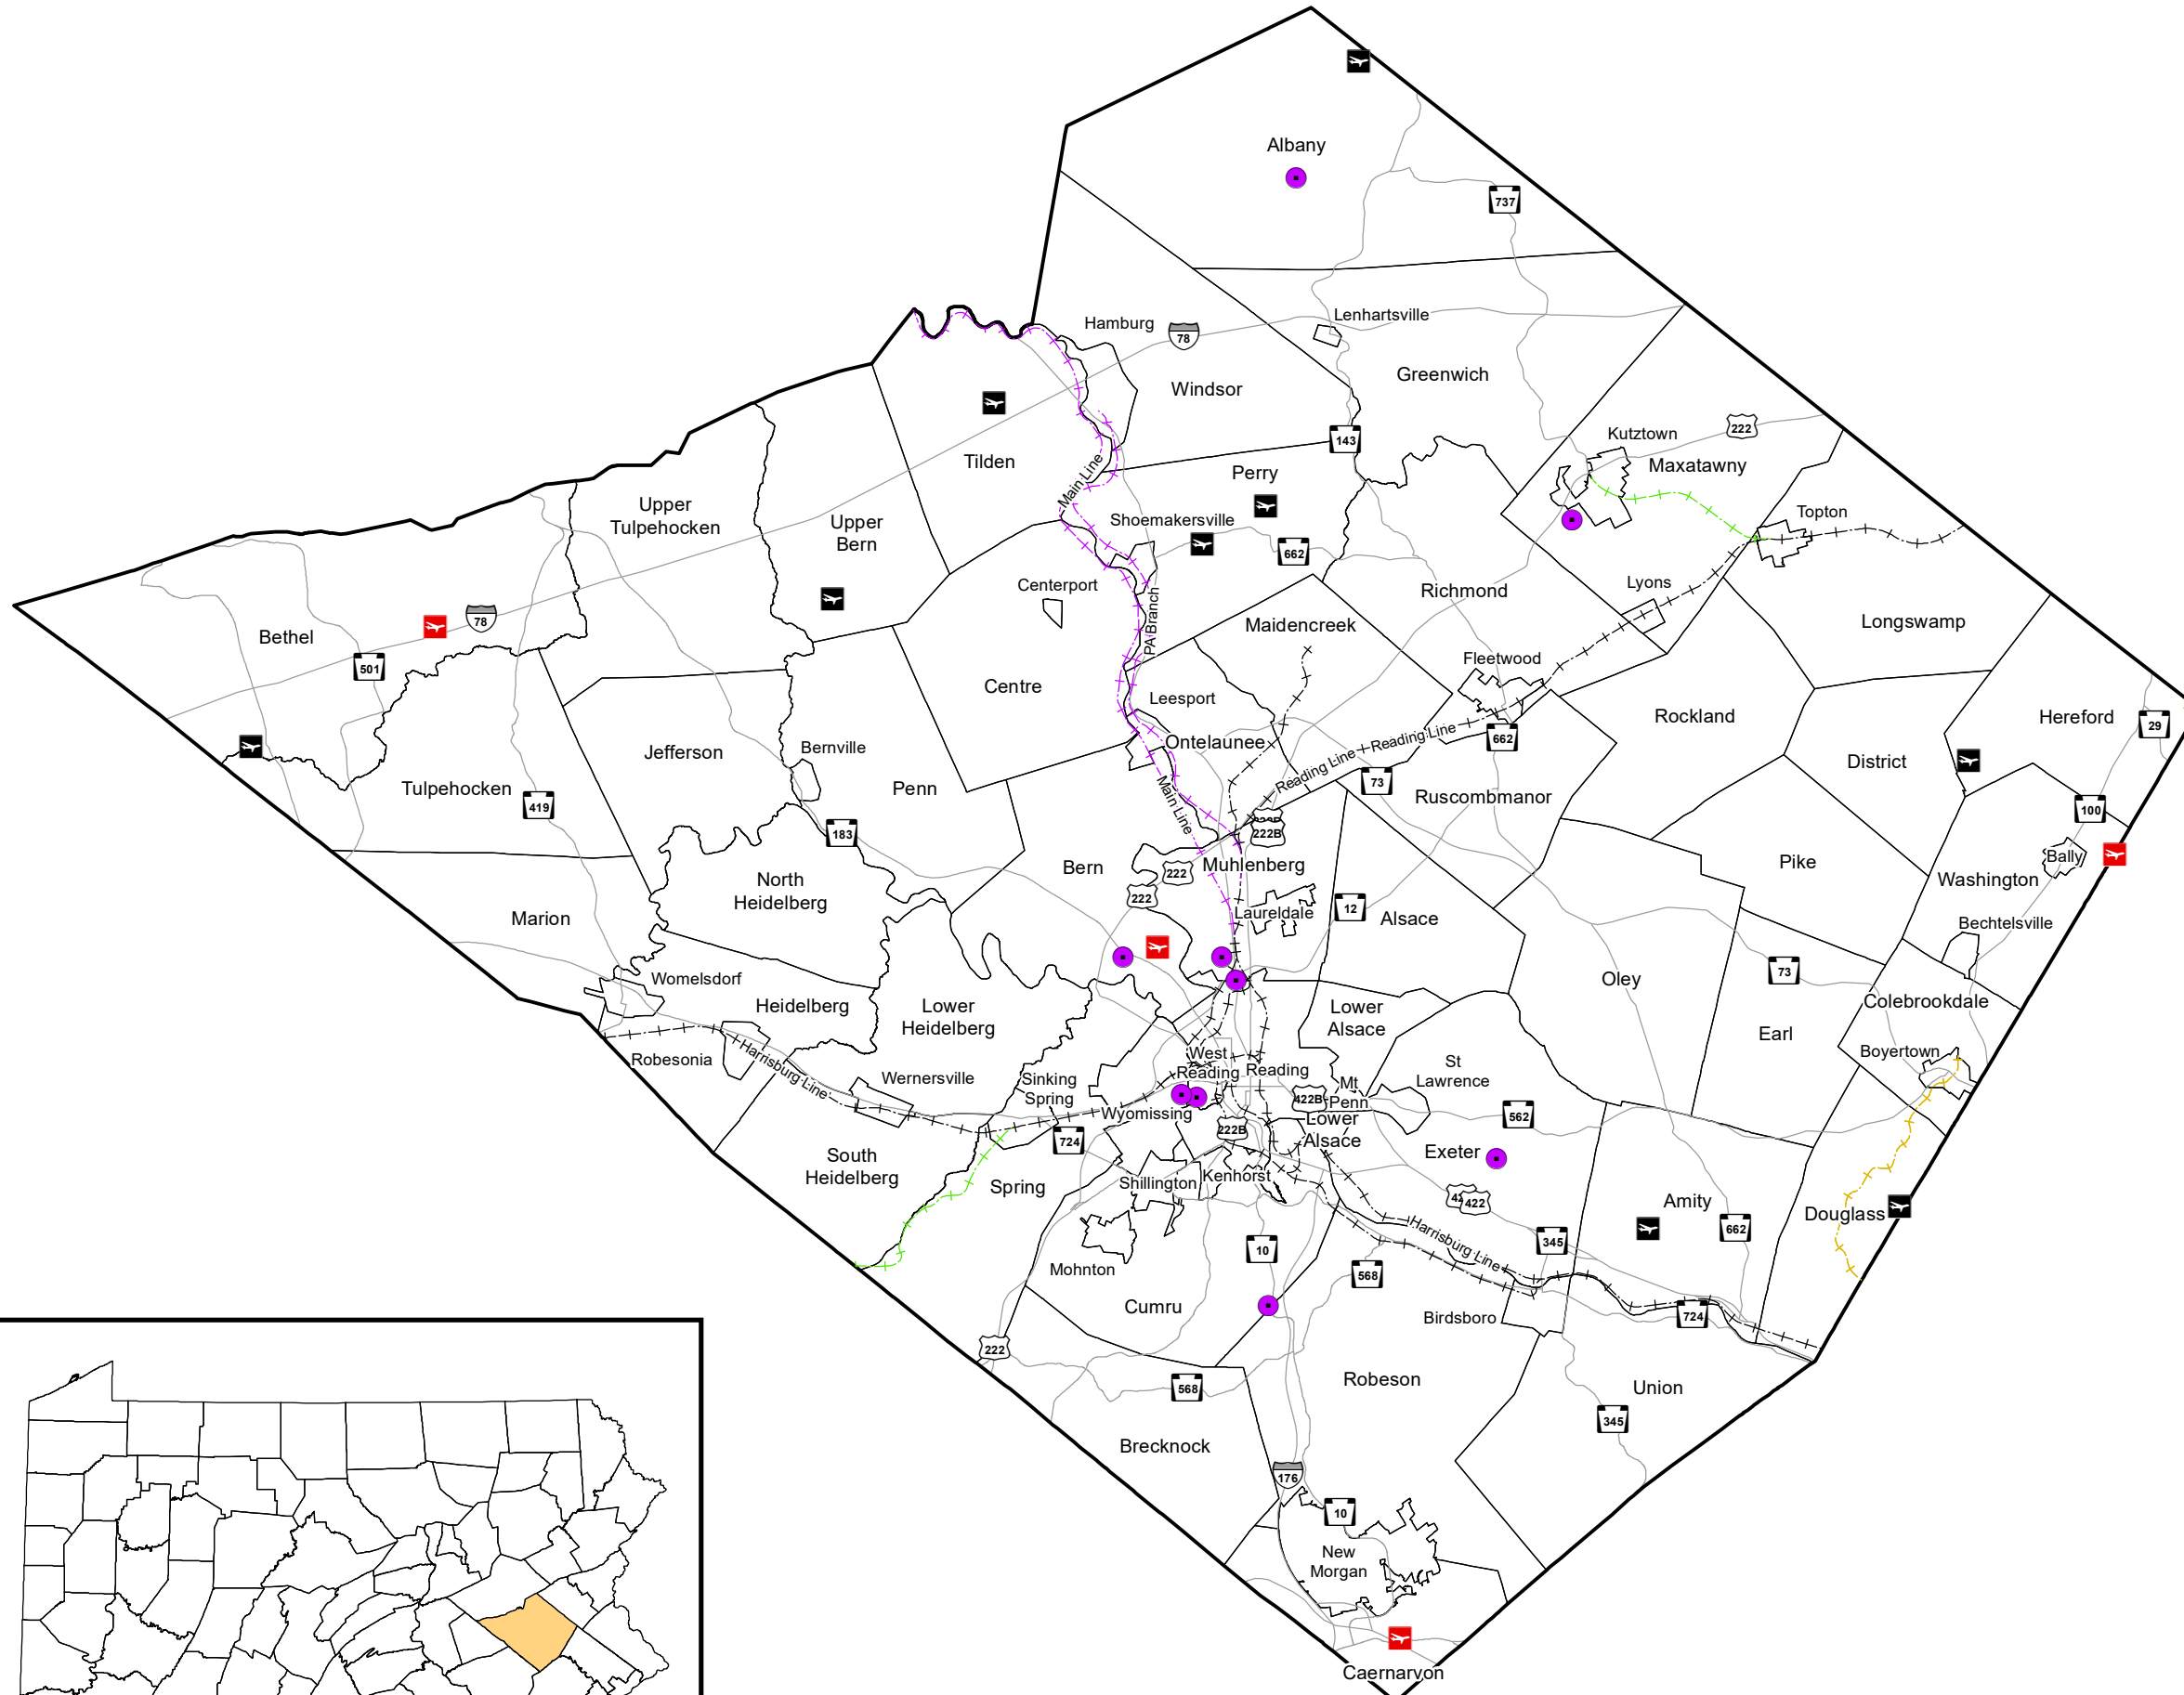 Albany
737
Hamburg
78
Lenhartsville
Windsor
Greenwich
222
Kutztown
143
Maxatawny
Tilden
Perry
Main Line
Upper
Tulpehocken
Upper
Bern
Shoemakersville
662
Topton
Centerport
Lyons
Richmond
78
Bethel
501
PA Branch
Maidencreek
Longswamp
Fleetwood
Centre
Leesport
Rockland
Hereford
29
Jefferson
Bernville
Ontelaunee
Reading Line
Reading Line
662
District
Tulpehocken
419
Penn
Main Line
73
Ruscombmanor
100
183
222B
Bern
222
Muhlenberg
Pike
Bally
Washington
North
Heidelberg
222
Laureldale
12
Alsace
Marion
Bechtelsville
Womelsdorf
Heidelberg
Lower
Heidelberg
Oley
73
Colebrookdale
Lower
Alsace
Earl
Robesonia
Harrisburg Line
Wernersville
Sinking
Spring
West
Reading
Reading
St
Lawrence
Boyertown
422B
Mt
Penn
Wyomissing
562
724
222B
Lower
Alsace
South
Heidelberg
Spring
Shillington
Kenhorst
Exeter
422
Amity
662
Douglass
10
Harrisburg Line
345
Mohnton
568
Cumru
Birdsboro
724
222
568
Robeson
Union
345
Brecknock
176
10
New
Morgan
Caernarvon